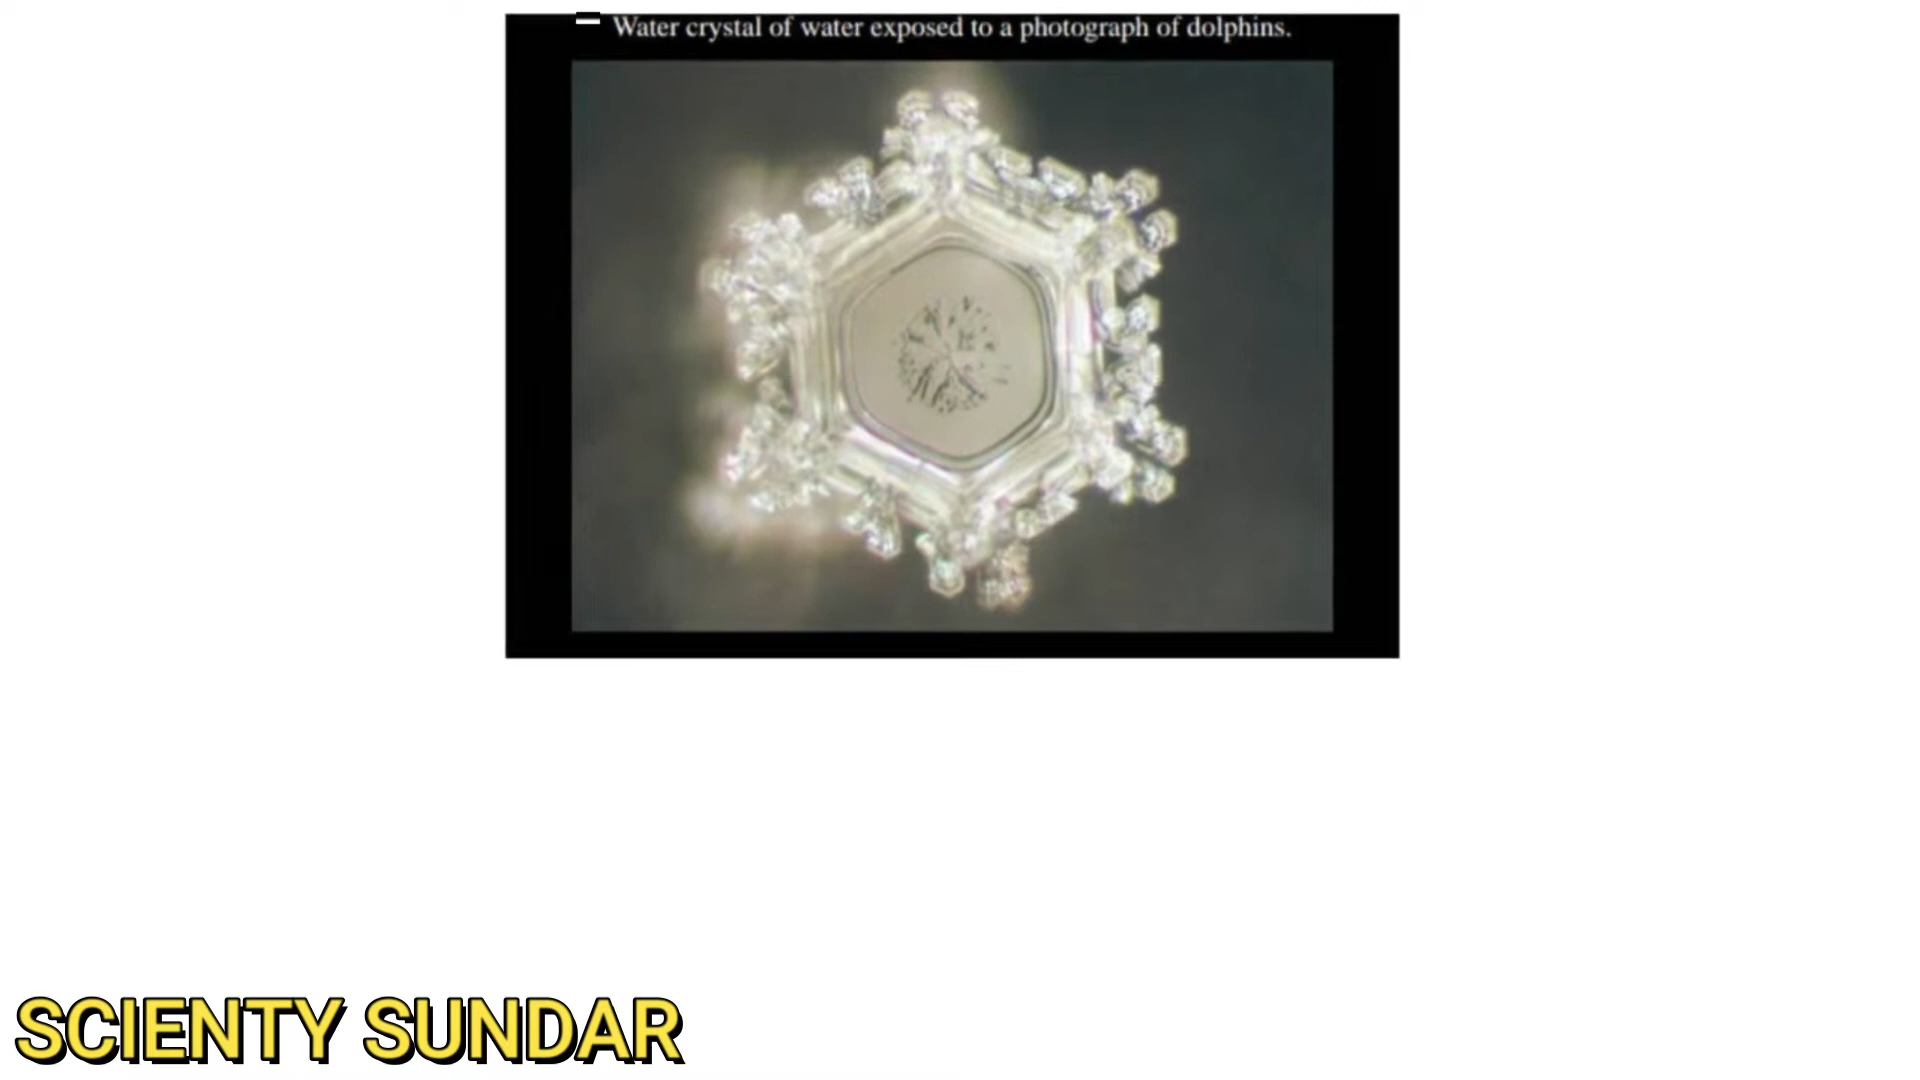 Water crystal of water exposed to a photograph of dolphins.
SCIENTY SUNDAR